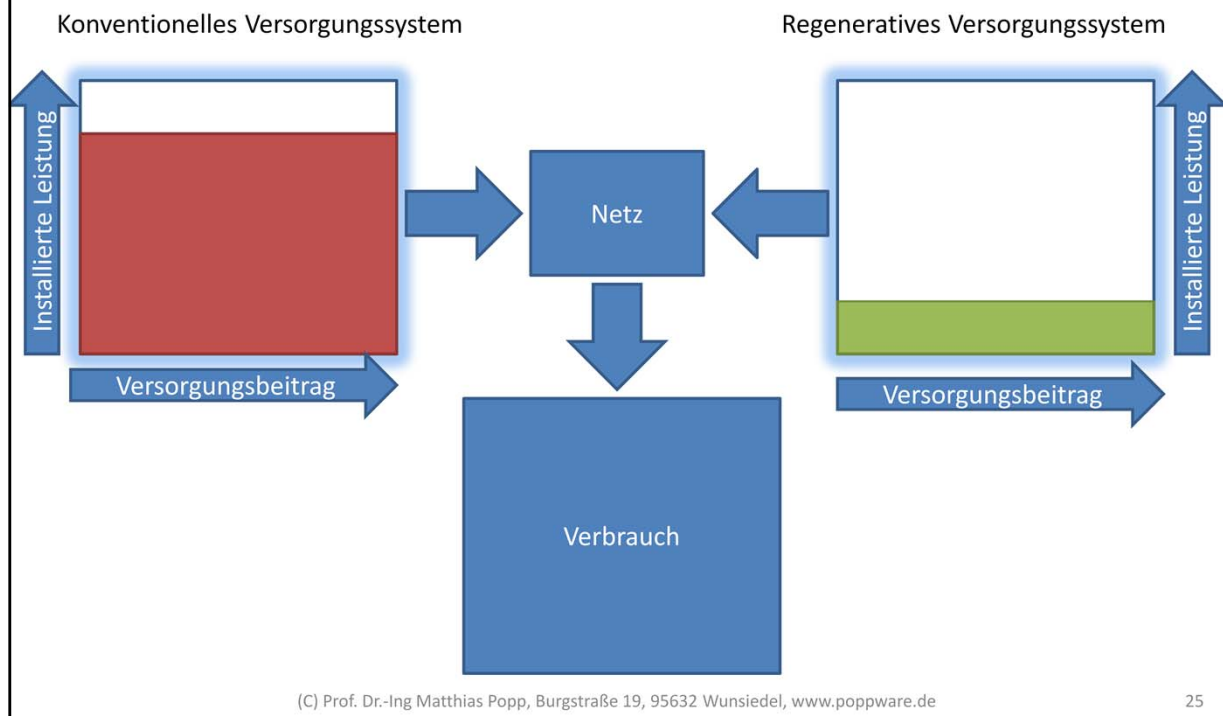 Konventionelles Versorgungssystem
Regeneratives Versorgungssystem
Installierte Leistung
Netz
Installierte Leistung
Versorgungsbeitrag
Versorgungsbeitrag
Verbrauch
(C) Prof. Dr.-Ing Matthias Popp, Burgstraße 19, 95632 Wunsiedel, www.poppware.de
25